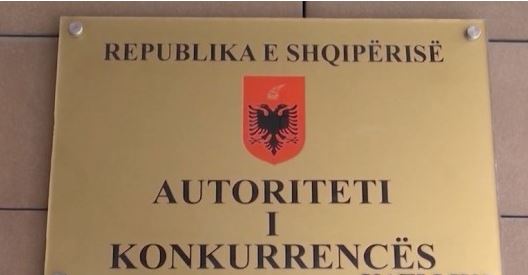 REPUBLIKA E SHQIPËRISË
AUTORITETI
I
KONKURRENCËS